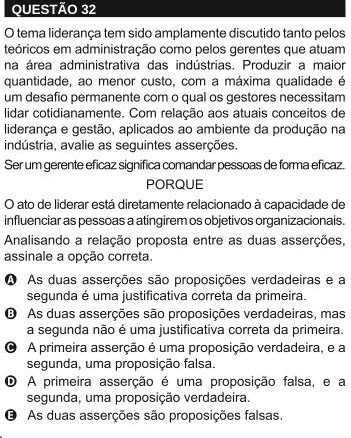 QUESTÃO 32
O tema liderança tem sido amplamente discutido tanto pelos
teóricos em administração como pelos gerentes que atuam
na área administrativa das indústrias. Produzir a maior
quantidade, ao menor custo, com a máxima qualidade é
um desafio permanente com o qual os gestores necessitam
lidar cotidianamente. Com relação aos atuais conceitos de
liderança e gestão, aplicados ao ambiente da produção na
indústria, avalie as seguintes asserções.
Ser um gerente eficaz significa comandar pessoas de forma eficaz.
PORQUE
O ato de liderar está diretamente relacionado à capacidade de
influenciar as pessoas a atingirem os objetivos organizacionais.
Analisando a relação proposta entre as duas asserções,
assinale a opção correta.
A As duas asserções são proposições verdadeiras e a
segunda é uma justificativa correta da primeira.
B As duas asserções são proposições verdadeiras, mas
a segunda não é uma justificativa correta da primeira.
C A primeira asserção é uma proposição verdadeira, e a
segunda, uma proposição falsa.
D A primeira asserção é uma proposição falsa, e a
segunda, uma proposição verdadeira.
E As duas asserções são proposições falsas.